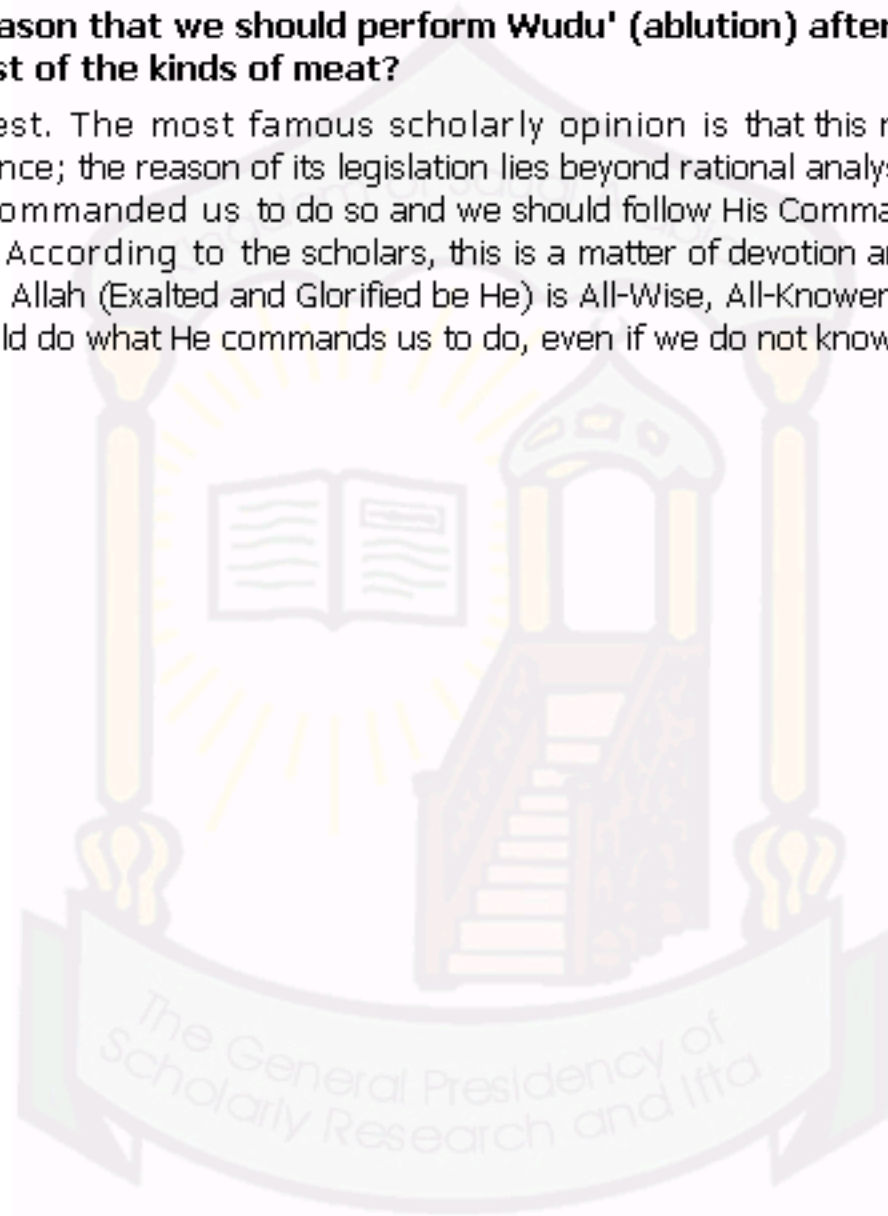 ason that we should perform Wudu' (ablution) after
st of the kinds of meat?
est. The most famous scholarly opinion is that this r
nce; the reason of its legislation lies beyond rational analys
ommanded us to do so and we should follow His Comma
According to the scholars, this is a matter of devotion a
Allah (Exalted and Glorified be He) is All-Wise, All-Knower
ld do what He commands us to do, even if we do not know
Kingdom of Saudi Arabia
The General Presidency of
Scholarly Research and Ifta